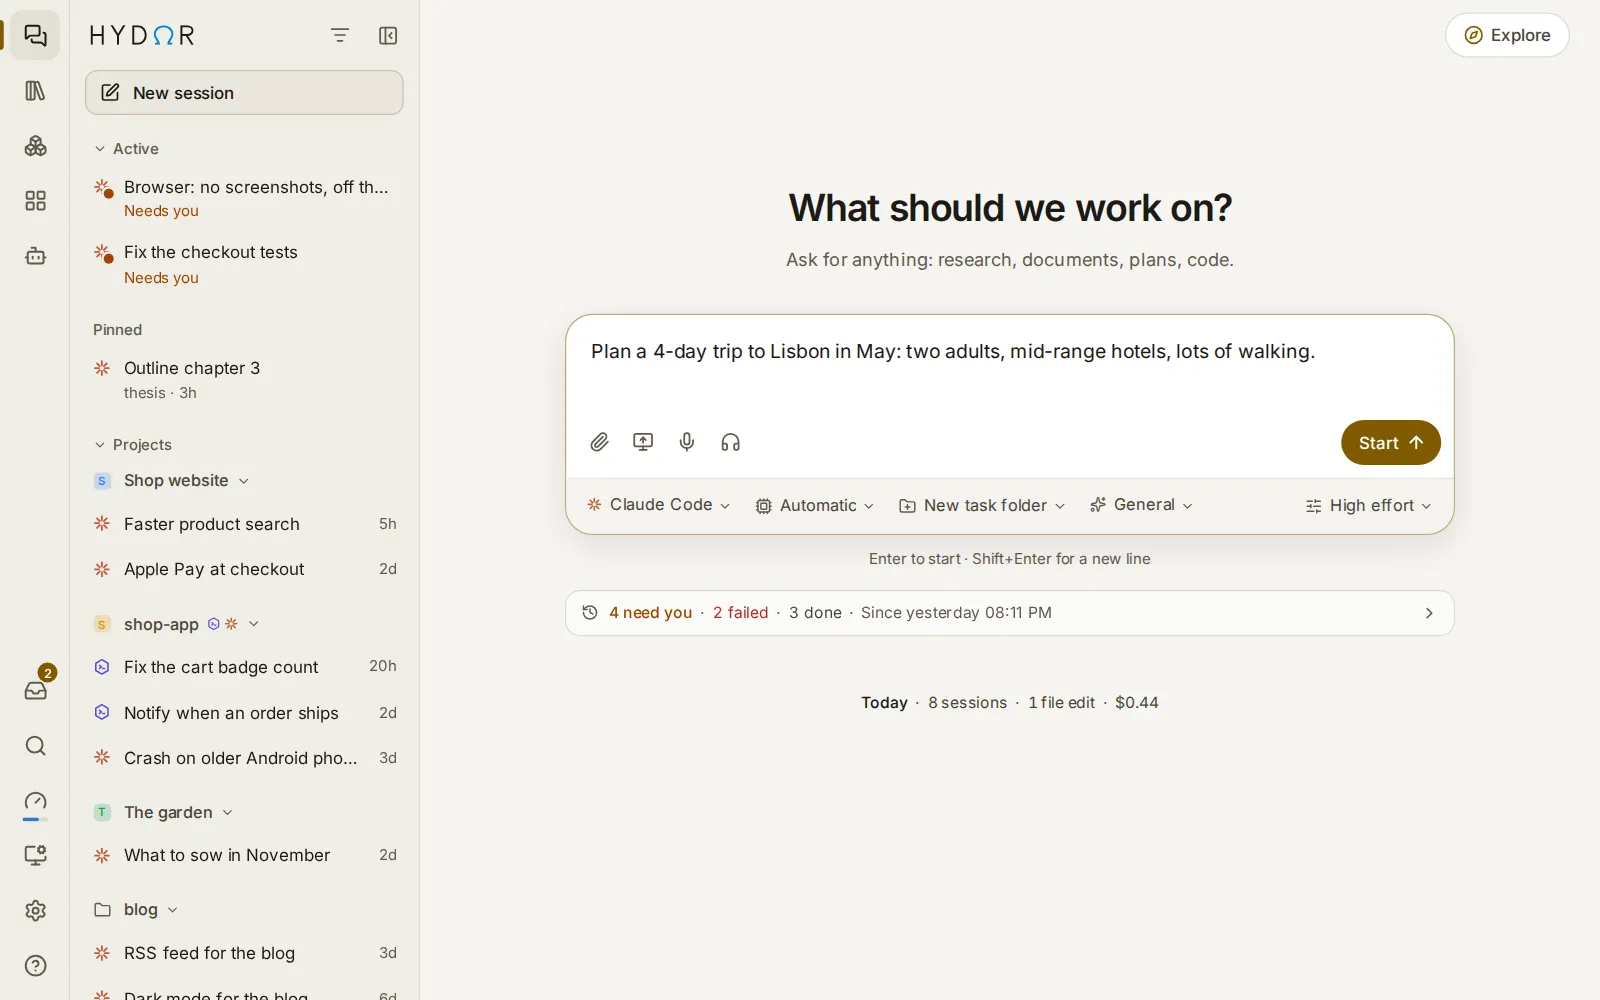 HYDΩR
Explore
New session
Active
Browser: no screenshots, off th...
Needs you
Fix the checkout tests
Needs you
Pinned
Outline chapter 3
thesis · 3h
Projects
S Shop website
Faster product search 5h
Apple Pay at checkout 2d
S shop-app
Fix the cart badge count 20h
Notify when an order ships 2d
Crash on older Android pho... 3d
T The garden
What to sow in November 2d
blog
RSS feed for the blog 3d
Dark mode for the blog 6d
2
What should we work on?
Ask for anything: research, documents, plans, code.
Plan a 4-day trip to Lisbon in May: two adults, mid-range hotels, lots of walking.
Start
Claude Code Automatic New task folder General High effort
Enter to start · Shift+Enter for a new line
4 need you · 2 failed · 3 done · Since yesterday 08:11 PM
Today · 8 sessions · 1 file edit · $0.44